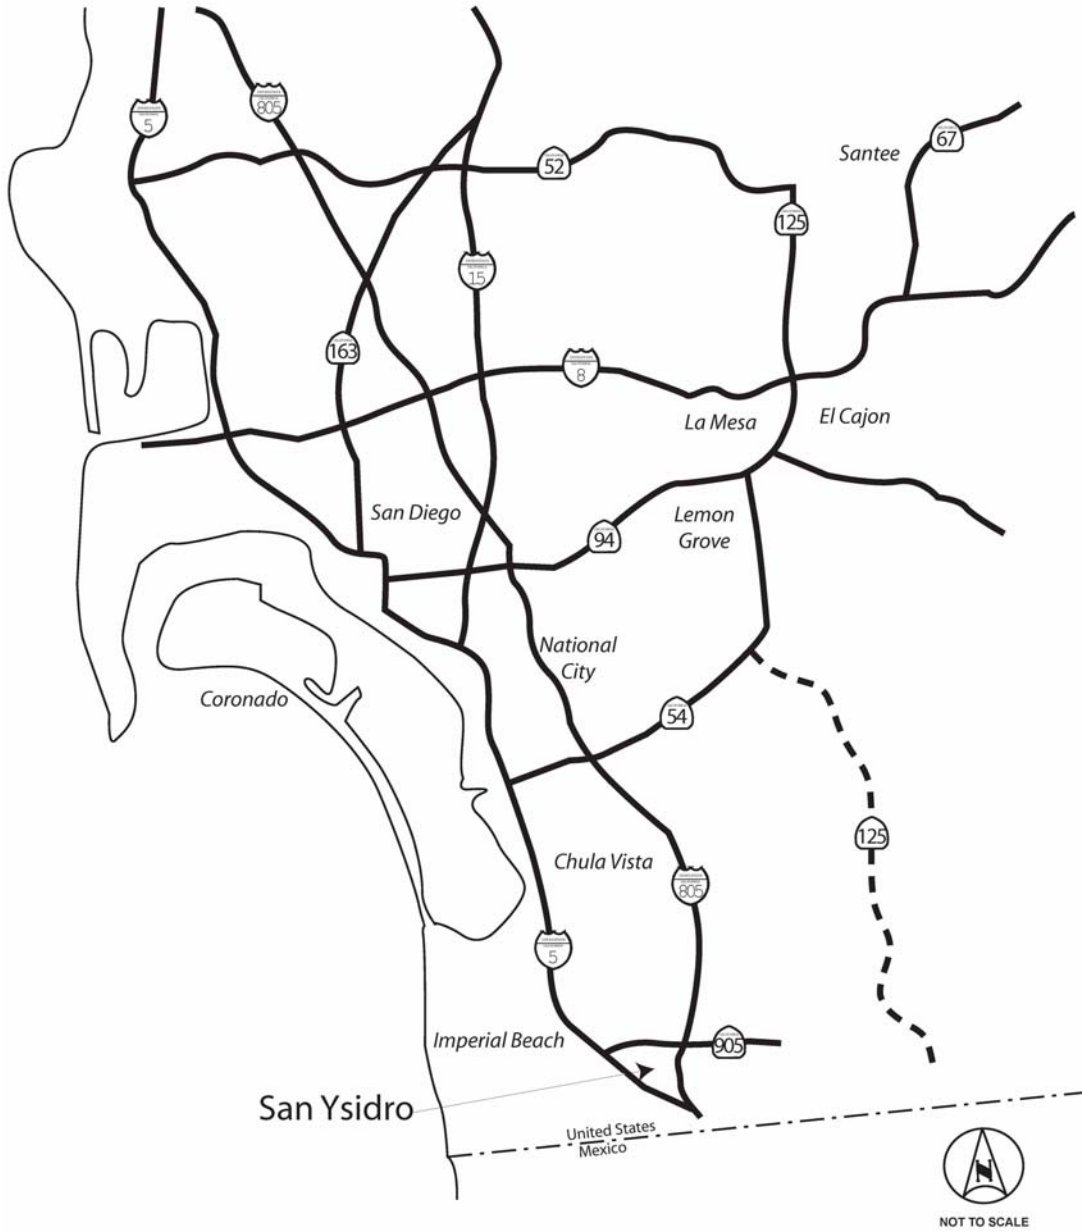 5
805
52
67
Santee
125
15
163
8
La Mesa
El Cajon
San Diego
94
Lemon
Grove
National
City
Coronado
54
125
Chula Vista
805
5
Imperial Beach
905
San Ysidro
United States
Mexico
N
NOT TO SCALE